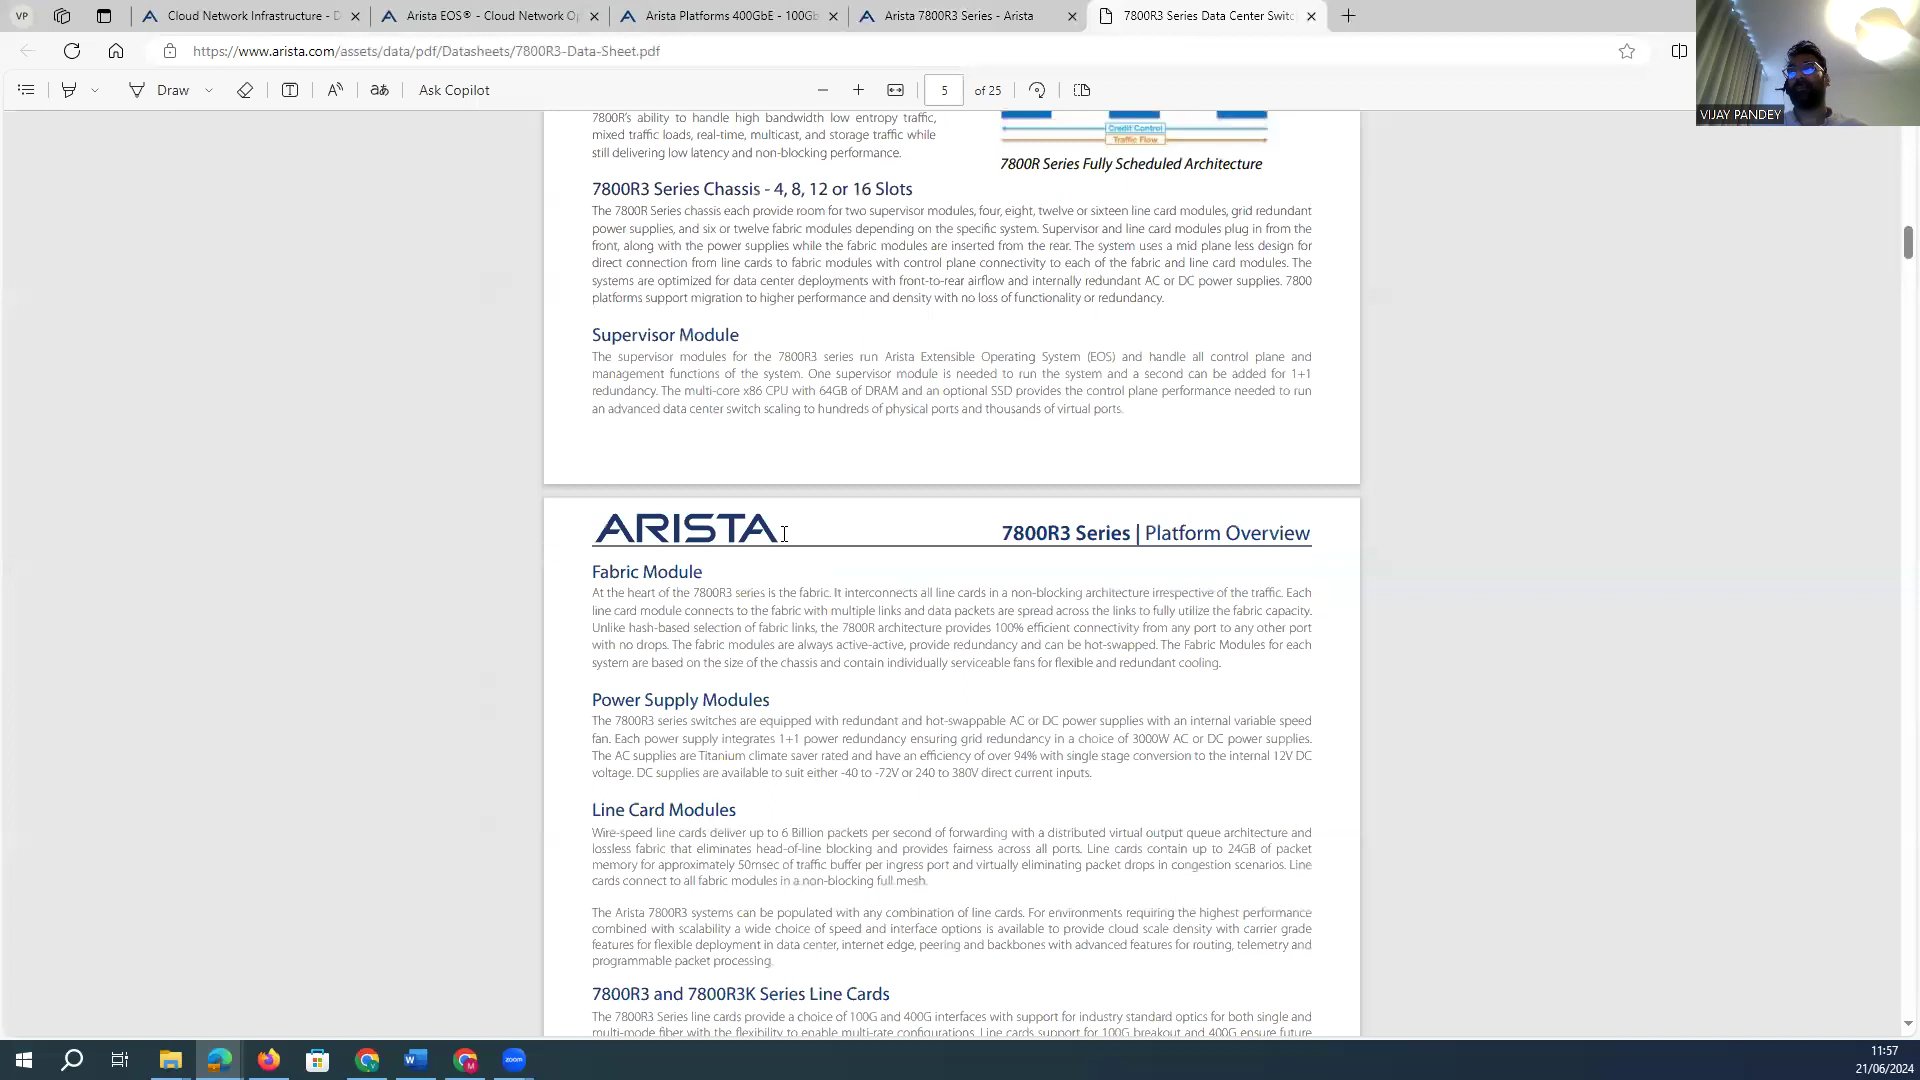 VP
Cloud Network Infrastructure - D
Arista EOS® - Cloud Network Op
Arista Platforms 400GbE - 100Gb
Arista 7800R3 Series - Arista
7800R3 Series Data Center Switc
https://www.arista.com/assets/data/pdf/Datasheets/7800R3-Data-Sheet.pdf
Draw
Ask Copilot
5
of 25
VIJAY PANDEY
7800R's ability to handle high bandwidth low entropy traffic,
mixed traffic loads, real-time, multicast, and storage traffic while
still delivering low latency and non-blocking performance.
Credit Control
Traffic Flow
7800R Series Fully Scheduled Architecture
7800R3 Series Chassis - 4, 8, 12 or 16 Slots
The 7800R Series chassis each provide room for two supervisor modules, four, eight, twelve or sixteen line card modules, grid redundant
power supplies, and six or twelve fabric modules depending on the specific system. Supervisor and line card modules plug in from the
front, along with the power supplies while the fabric modules are inserted from the rear. The system uses a mid plane less design for
direct connection from line cards to fabric modules with control plane connectivity to each of the fabric and line card modules. The
systems are optimized for data center deployments with front-to-rear airflow and internally redundant AC or DC power supplies. 7800
platforms support migration to higher performance and density with no loss of functionality or redundancy.
Supervisor Module
The supervisor modules for the 7800R3 series run Arista Extensible Operating System (EOS) and handle all control plane and
management functions of the system. One supervisor module is needed to run the system and a second can be added for 1+1
redundancy. The multi-core x86 CPU with 64GB of DRAM and an optional SSD provides the control plane performance needed to run
an advanced data center switch scaling to hundreds of physical ports and thousands of virtual ports.
ARISTA
7800R3 Series | Platform Overview
Fabric Module
At the heart of the 7800R3 series is the fabric. It interconnects all line cards in a non-blocking architecture irrespective of the traffic. Each
line card module connects to the fabric with multiple links and data packets are spread across the links to fully utilize the fabric capacity.
Unlike hash-based selection of fabric links, the 7800R architecture provides 100% efficient connectivity from any port to any other port
with no drops. The fabric modules are always active-active, provide redundancy and can be hot-swapped. The Fabric Modules for each
system are based on the size of the chassis and contain individually serviceable fans for flexible and redundant cooling.
Power Supply Modules
The 7800R3 series switches are equipped with redundant and hot-swappable AC or DC power supplies with an internal variable speed
fan. Each power supply integrates 1+1 power redundancy ensuring grid redundancy in a choice of 3000W AC or DC power supplies.
The AC supplies are Titanium climate saver rated and have an efficiency of over 94% with single stage conversion to the internal 12V DC
voltage. DC supplies are available to suit either -40 to -72V or 240 to 380V direct current inputs.
Line Card Modules
Wire-speed line cards deliver up to 6 Billion packets per second of forwarding with a distributed virtual output queue architecture and
lossless fabric that eliminates head-of-line blocking and provides fairness across all ports. Line cards contain up to 24GB of packet
memory for approximately 50msec of traffic buffer per ingress port and virtually eliminating packet drops in congestion scenarios. Line
cards connect to all fabric modules in a non-blocking full mesh.
The Arista 7800R3 systems can be populated with any combination of line cards. For environments requiring the highest performance
combined with scalability a wide choice of speed and interface options is available to provide cloud scale density with carrier grade
features for flexible deployment in data center, internet edge, peering and backbones with advanced features for routing, telemetry and
programmable packet processing.
7800R3 and 7800R3K Series Line Cards
The 7800R3 Series line cards provide a choice of 100G and 400G interfaces with support for industry standard optics for both single and
multi-mode fiber with the flexibility to enable multi-rate configurations. Line cards support for 100G breakout and 400G ensure future
zoom
11:57
21/06/2024